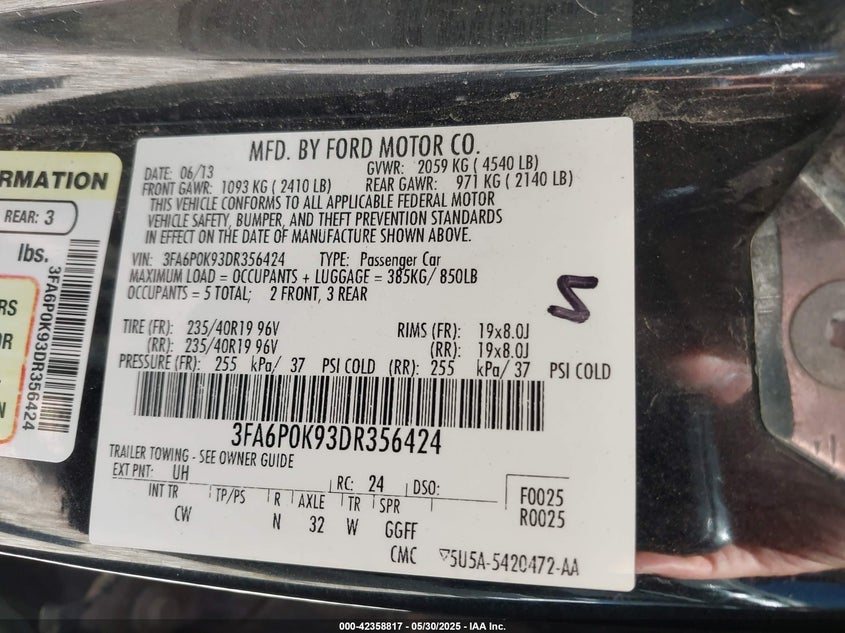 MFD. BY FORD MOTOR CO.
DATE: 06/13 GVWR: 2059 KG ( 4540 LB)
FRONT GAWR: 1093 KG ( 2410 LB) REAR GAWR: 971 KG ( 2140 LB)
THIS VEHICLE CONFORMS TO ALL APPLICABLE FEDERAL MOTOR
VEHICLE SAFETY, BUMPER, AND THEFT PREVENTION STANDARDS
IN EFFECT ON THE DATE OF MANUFACTURE SHOWN ABOVE.
VIN: 3FA6P0K93DR356424 TYPE: Passenger Car
MAXIMUM LOAD = OCCUPANTS + LUGGAGE = 385KG/ 850LB
OCCUPANTS = 5 TOTAL; 2 FRONT, 3 REAR
TIRE (FR): 235/40R19 96V RIMS (FR): 19x8.0J
(RR): 235/40R19 96V (RR): 19x8.0J
PRESSURE (FR): 255 kPa/ 37 PSI COLD (RR): 255 kPa/ 37 PSI COLD
3FA6P0K93DR356424
TRAILER TOWING - SEE OWNER GUIDE
EXT PNT: UH RC: 24 DSO:
INT TR TP/PS R AXLE TR SPR
CW N 32 W GGFF
F0025
R0025
CMC 5U5A-5420472-AA
RMATION
REAR: 3
lbs.
3FA6P0K93DR356424
RS
OR
N
000-42358817 - 05/30/2025 - IAA Inc.